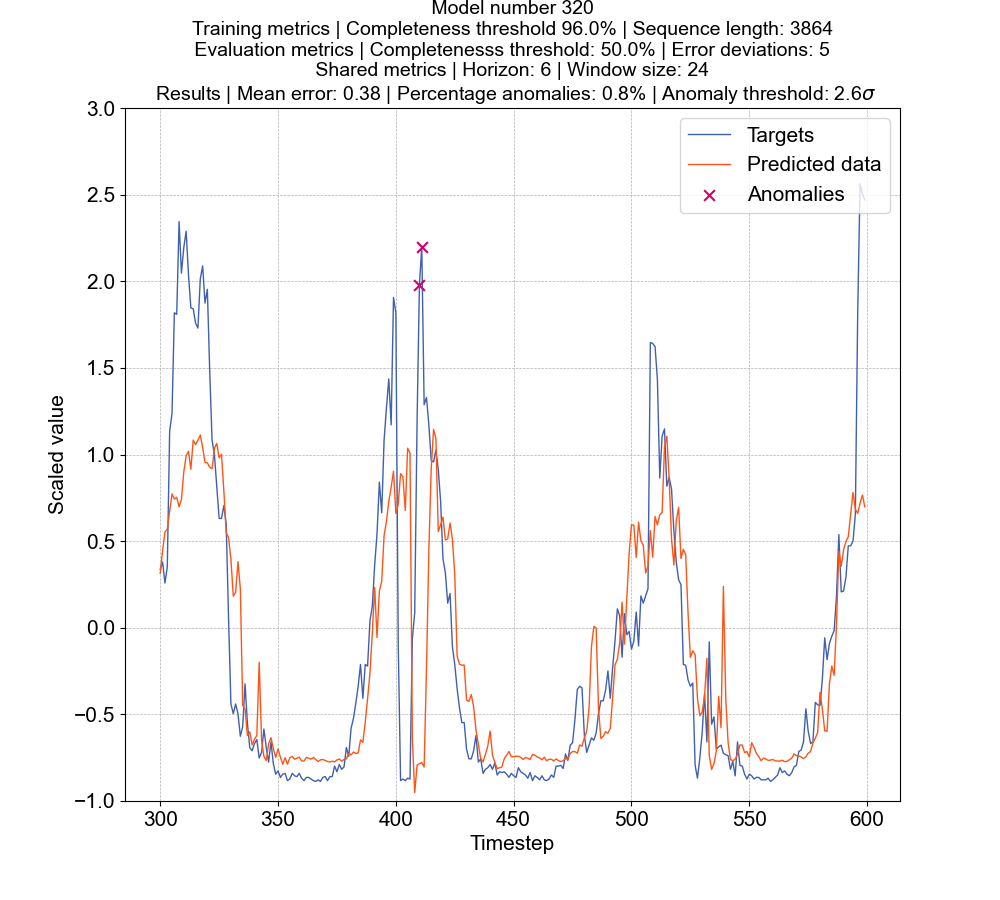 Model number 320
Training metrics | Completeness threshold 96.0% | Sequence length: 3864
Evaluation metrics | Completenesss threshold: 50.0% | Error deviations: 5
Shared metrics | Horizon: 6 | Window size: 24
Results | Mean error: 0.38 | Percentage anomalies: 0.8% | Anomaly threshold: 2.6σ
Targets
Predicted data
Anomalies
Scaled value
3.0
2.5
2.0
1.5
1.0
0.5
0.0
−0.5
−1.0
300 350 400 450 500 550 600
Timestep